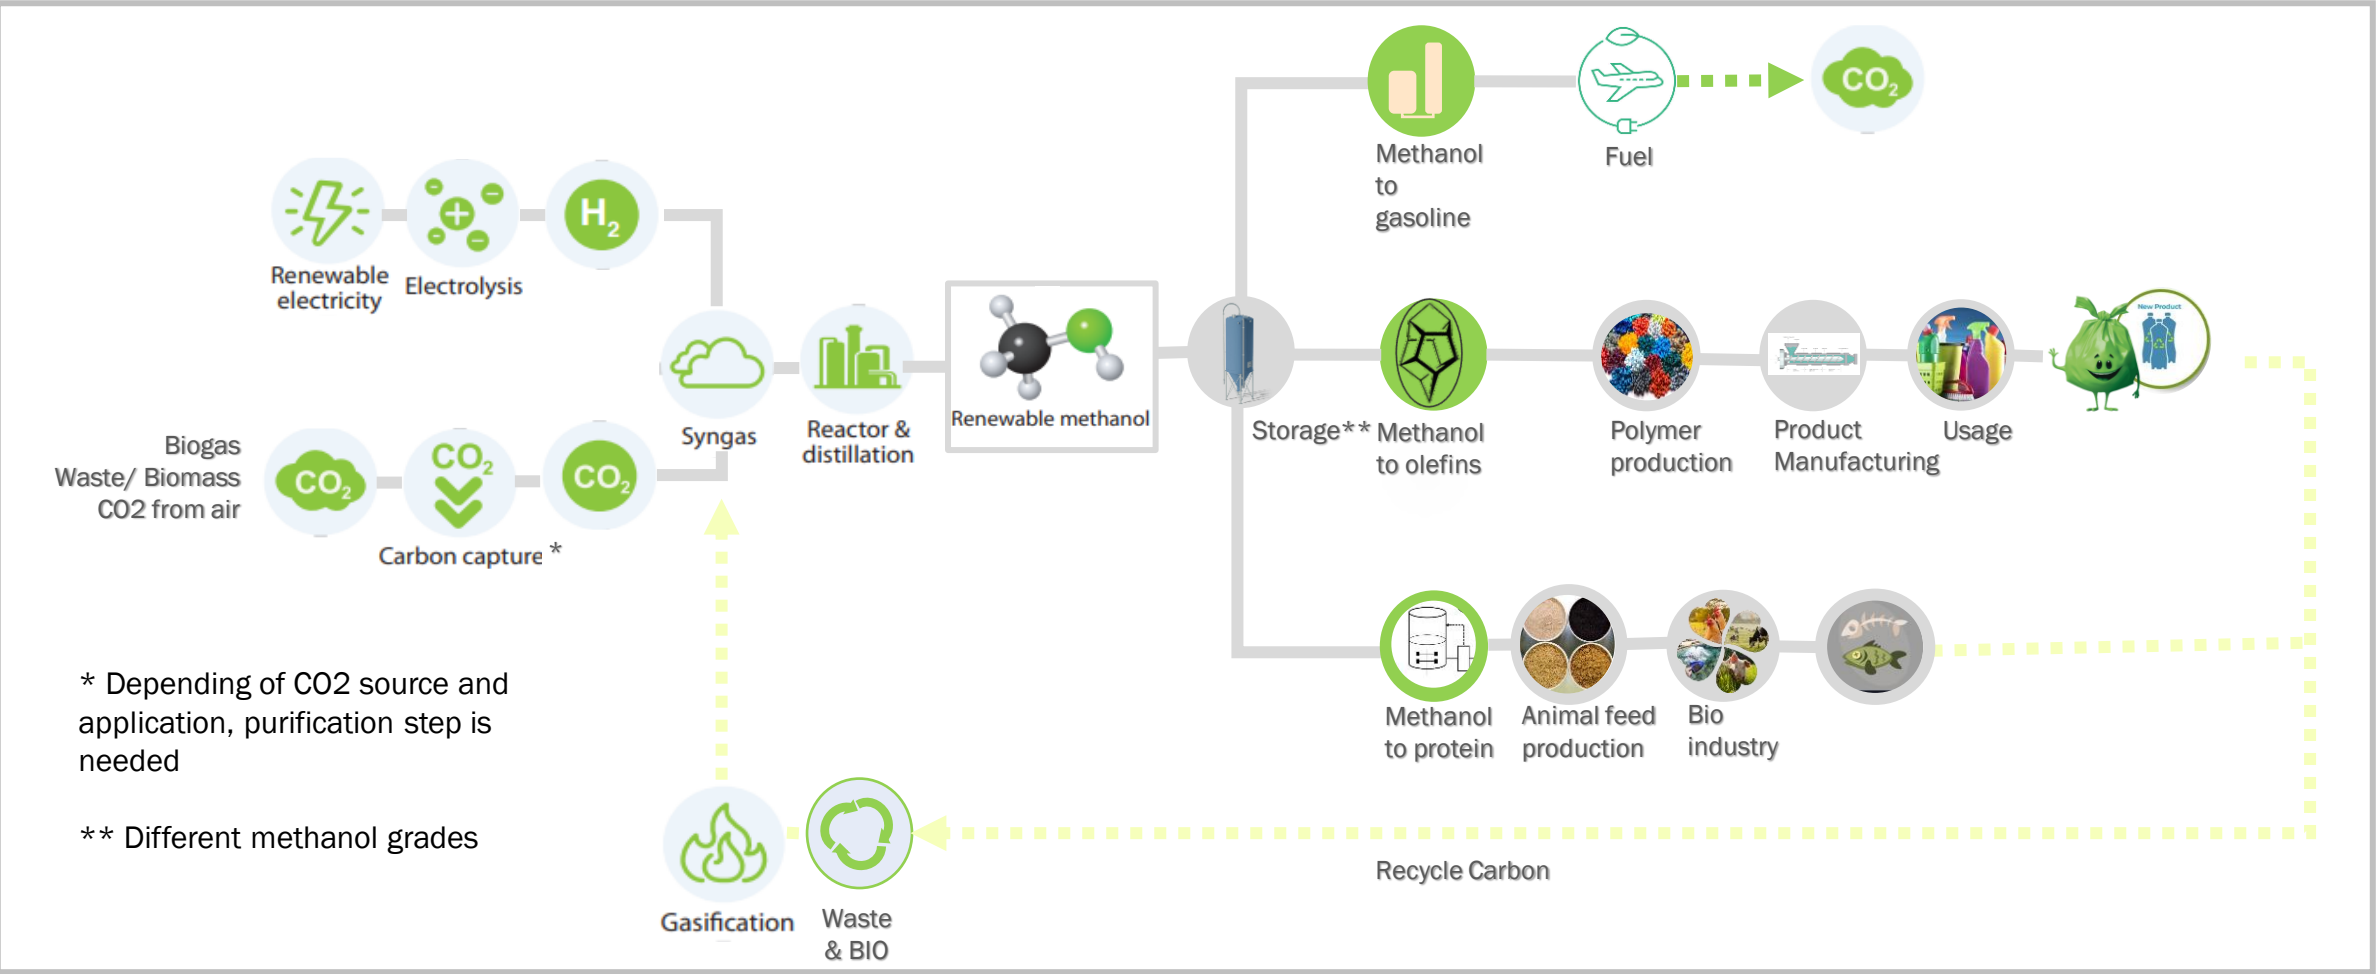 CO2
Methanol
to
gasoline
Fuel
H2
Renewable
electricity
Electrolysis
New Product
Renewable methanol
Syngas
Reactor &
distillation
Storage**
Methanol
to olefins
Polymer
production
Product
Manufacturing
Usage
Biogas
Waste/ Biomass
CO2 from air
CO2
CO2
CO2
Carbon capture *
* Depending of CO2 source and
application, purification step is
needed
** Different methanol grades
Methanol
to protein
Animal feed
production
Bio
industry
Recycle Carbon
Gasification
Waste
& BIO